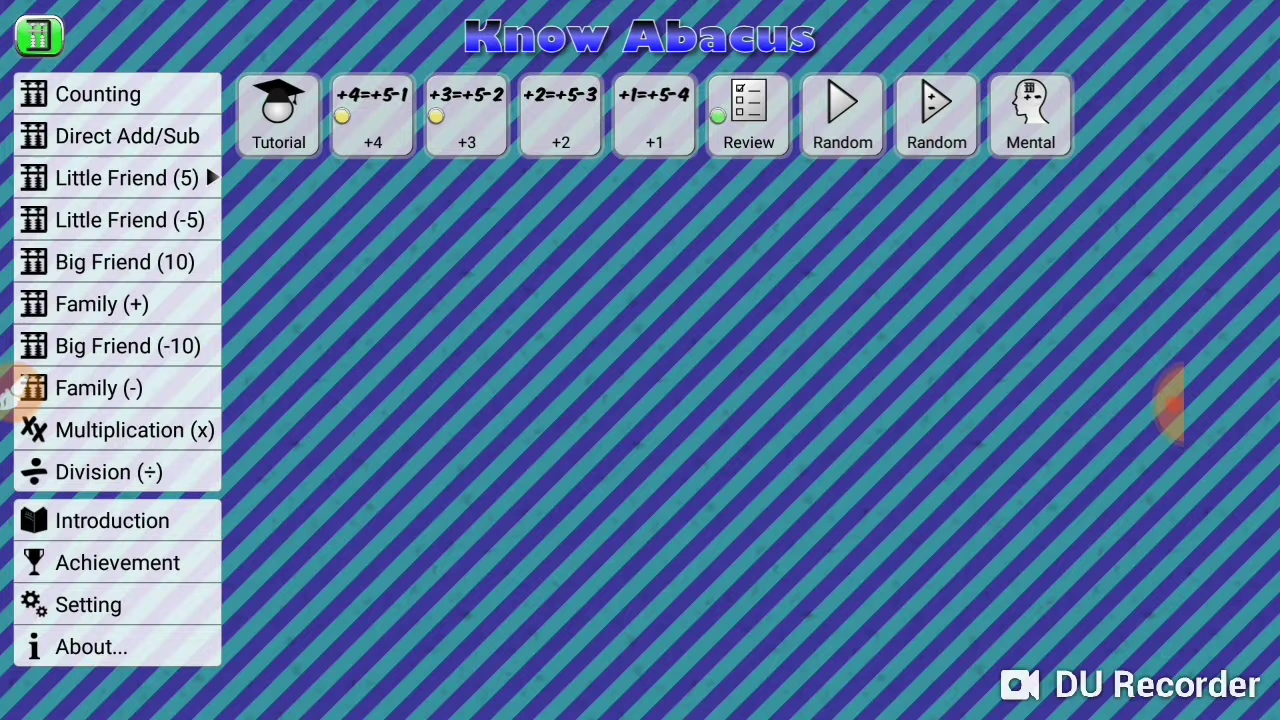 Know Abacus
Counting
Direct Add/Sub
Little Friend (5)
Little Friend (-5)
Big Friend (10)
Family (+)
Big Friend (-10)
Family (-)
Multiplication (x)
Division (÷)
Introduction
Achievement
Setting
About...
Tutorial
+4=+5-1
+4
+3=+5-2
+3
+2=+5-3
+2
+1=+5-4
+1
Review
Random
Random
Mental
DU Recorder